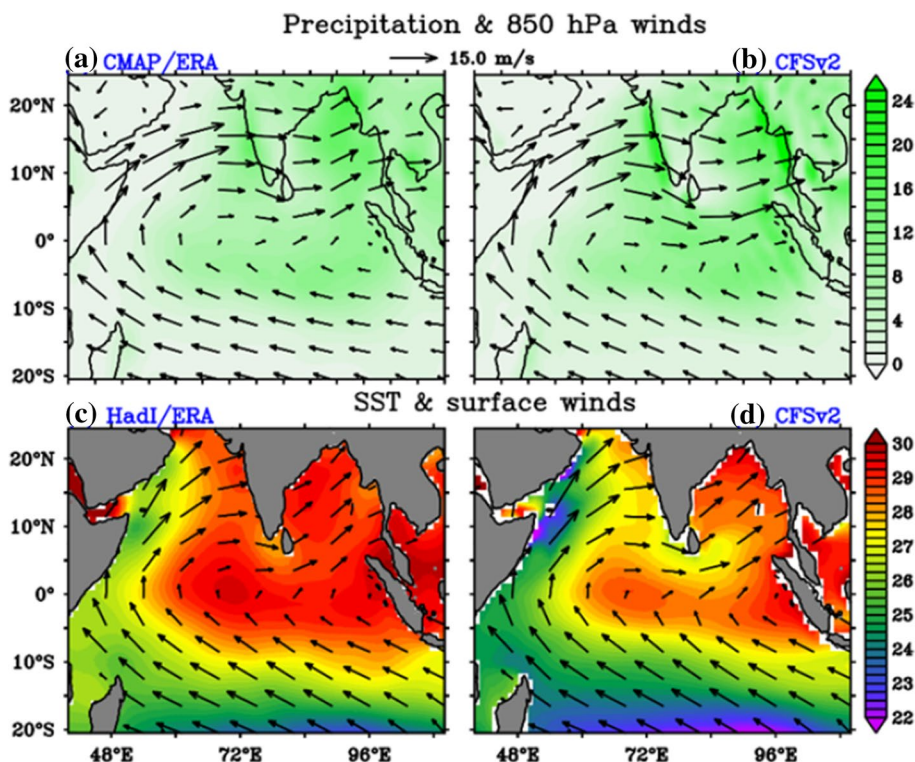 Precipitation & 850 hPa winds
(a) CMAP/ERA 15.0 m/s (b) CFSv2
20°N
10°N
0°
10°S
20°S
24
20
16
12
8
4
0
SST & surface winds
(c) HadI/ERA (d) CFSv2
20°N
10°N
0°
10°S
20°S
30
29
28
27
26
25
24
23
22
48°E 72°E 96°E 48°E 72°E 96°E